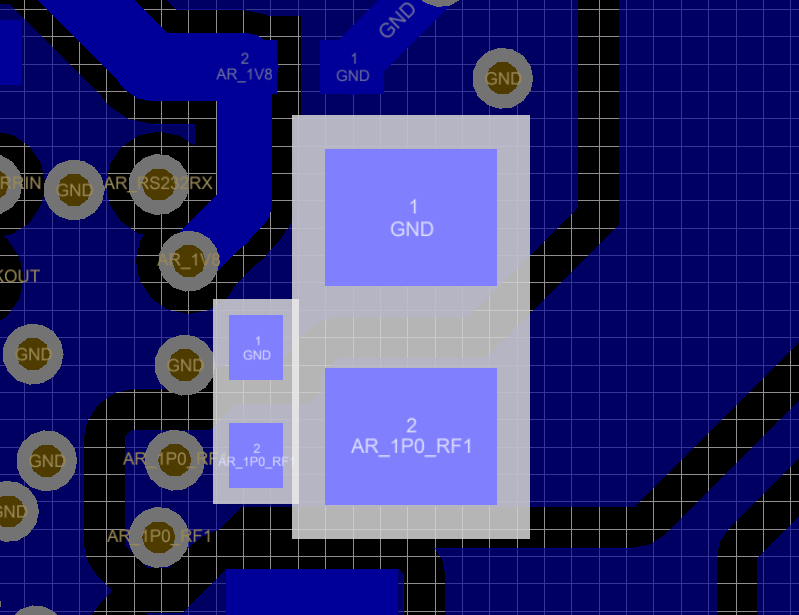 GND
2
AR_1V8
1
GND
GND
RRIN
GND
AR_RS232RX
1
GND
AR_1V8
KOUT
1
GND
GND
GND
2
AR_1P0_RF1
2
AR_1P0_RF1
GND
AR_1P0_RF
GND
AR_1P0_RF1